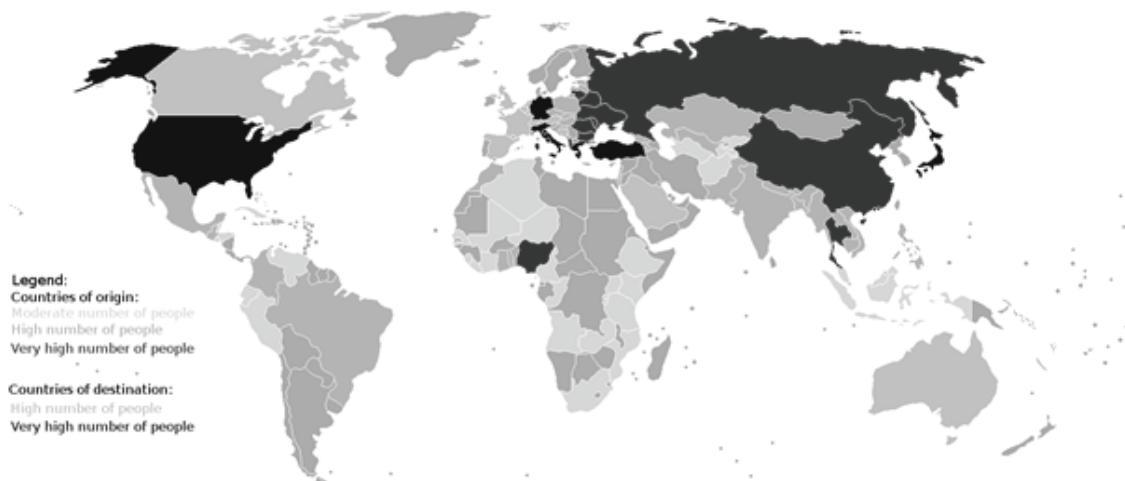 Legend:
Countries of origin:
Moderate number of people
High number of people
Very high number of people
Countries of destination:
High number of people
Very high number of people